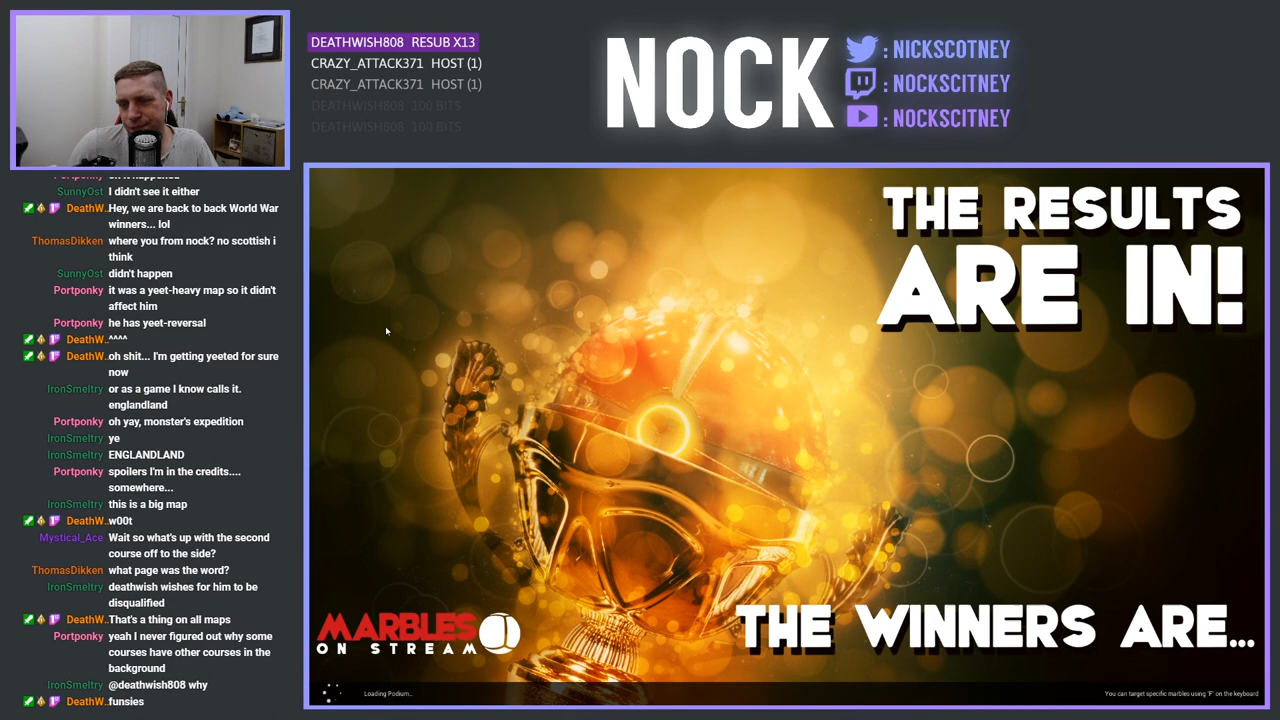 DEATHWISH808 RESUB X13
CRAZY_ATTACK371 HOST (1)
CRAZY_ATTACK371 HOST (1)
DEATHWISH808 100 BITS
DEATHWISH808 100 BITS
NOCK
: NICKSCOTNEY
: NOCKSCITNEY
: NOCKSCITNEY
SunnyOst I didn't see it either
DeathW.. Hey, we are back to back World War
winners... lol
ThomasDikken where you from nock? no scottish i
think
SunnyOst didn't happen
Portponky it was a yeet-heavy map so it didn't
affect him
Portponky he has yeet-reversal
DeathW.. ^^^^
DeathW.. oh shit... I'm getting yeeted for sure
now
IronSmeltry or as a game I know calls it.
englandland
Portponky oh yay, monster's expedition
IronSmeltry ye
IronSmeltry ENGLANDLAND
Portponky spoilers I'm in the credits....
somewhere...
IronSmeltry this is a big map
DeathW.. w00t
Mystical_Ace Wait so what's up with the second
course off to the side?
ThomasDikken what page was the word?
IronSmeltry deathwish wishes for him to be
disqualified
DeathW.. That's a thing on all maps
Portponky yeah I never figured out why some
courses have other courses in the
background
IronSmeltry @deathwish808 why
DeathW.. funsies
THE RESULTS
ARE IN!
THE WINNERS ARE...
MARBLES
ON STREAM
Loading Podium...
You can target specific marbles using 'F' on the keyboard